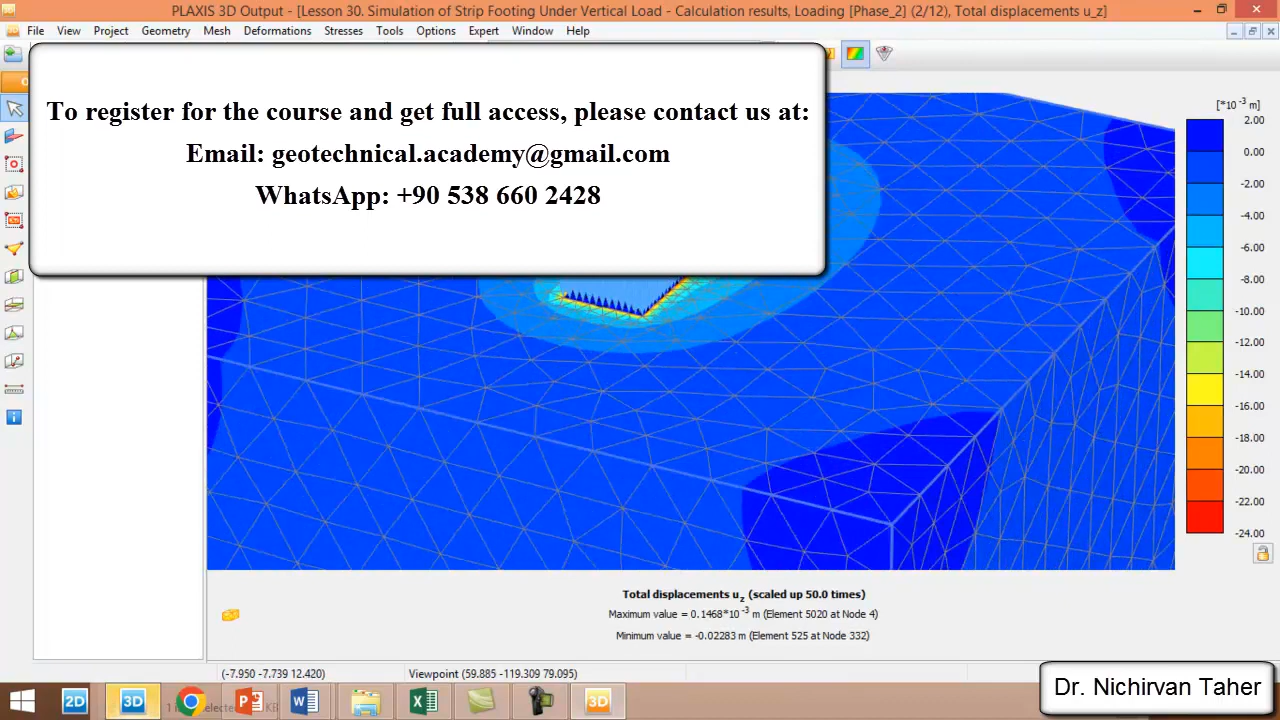 PLAXIS 3D Output - [Lesson 30. Simulation of Strip Footing Under Vertical Load - Calculation results, Loading [Phase_2] (2/12), Total displacements u_z]
File View Project Geometry Mesh Deformations Stresses Tools Options Expert Window Help
To register for the course and get full access, please contact us at:
Email: geotechnical.academy@gmail.com
WhatsApp: +90 538 660 2428
[*10⁻³ m]
2.00
0.00
-2.00
-4.00
-6.00
-8.00
-10.00
-12.00
-14.00
-16.00
-18.00
-20.00
-22.00
-24.00
Total displacements u_z (scaled up 50.0 times)
Maximum value = 0.1468*10⁻³ m (Element 5020 at Node 4)
Minimum value = -0.02283 m (Element 525 at Node 332)
(-7.950 -7.739 12.420) Viewpoint (59.885 -119.309 79.095)
Dr. Nichirvan Taher
2D 3D 3D